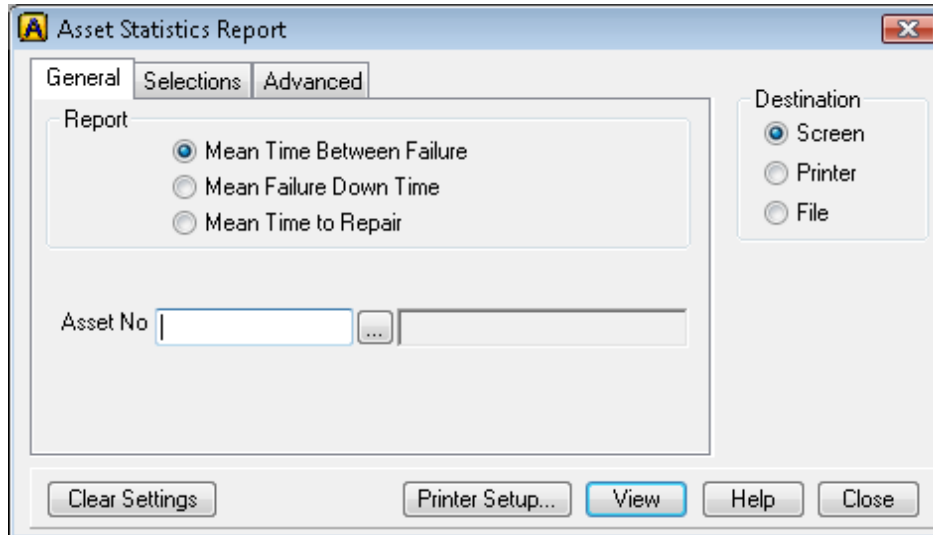 A Asset Statistics Report
General Selections Advanced
Report
Mean Time Between Failure
Mean Failure Down Time
Mean Time to Repair
Asset No ...
Destination
Screen
Printer
File
Clear Settings Printer Setup... View Help Close